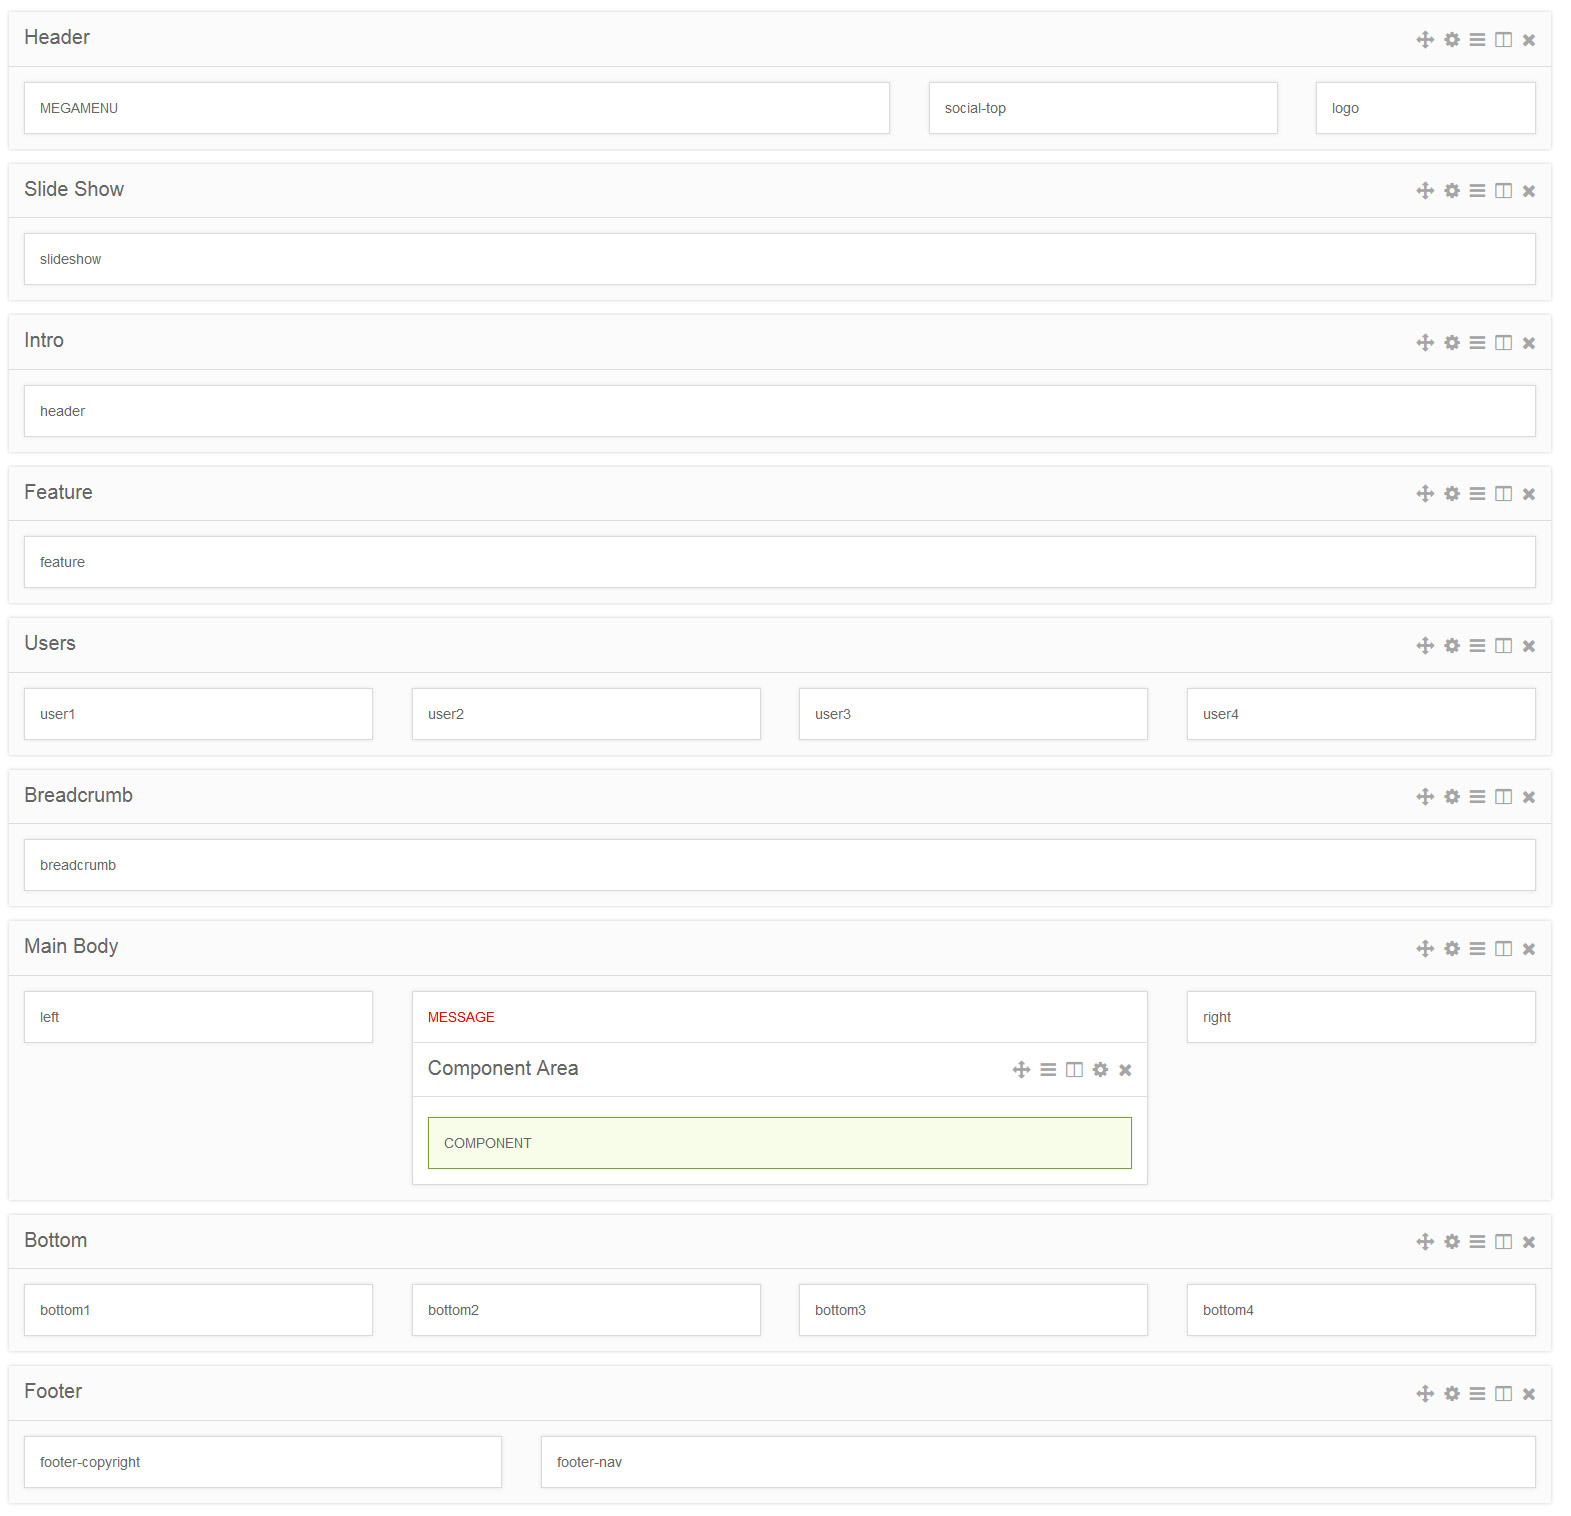 Header
MEGAMENU social-top logo
Slide Show
slideshow
Intro
header
Feature
feature
Users
user1 user2 user3 user4
Breadcrumb
breadcrumb
Main Body
left MESSAGE right
Component Area
COMPONENT
Bottom
bottom1 bottom2 bottom3 bottom4
Footer
footer-copyright footer-nav